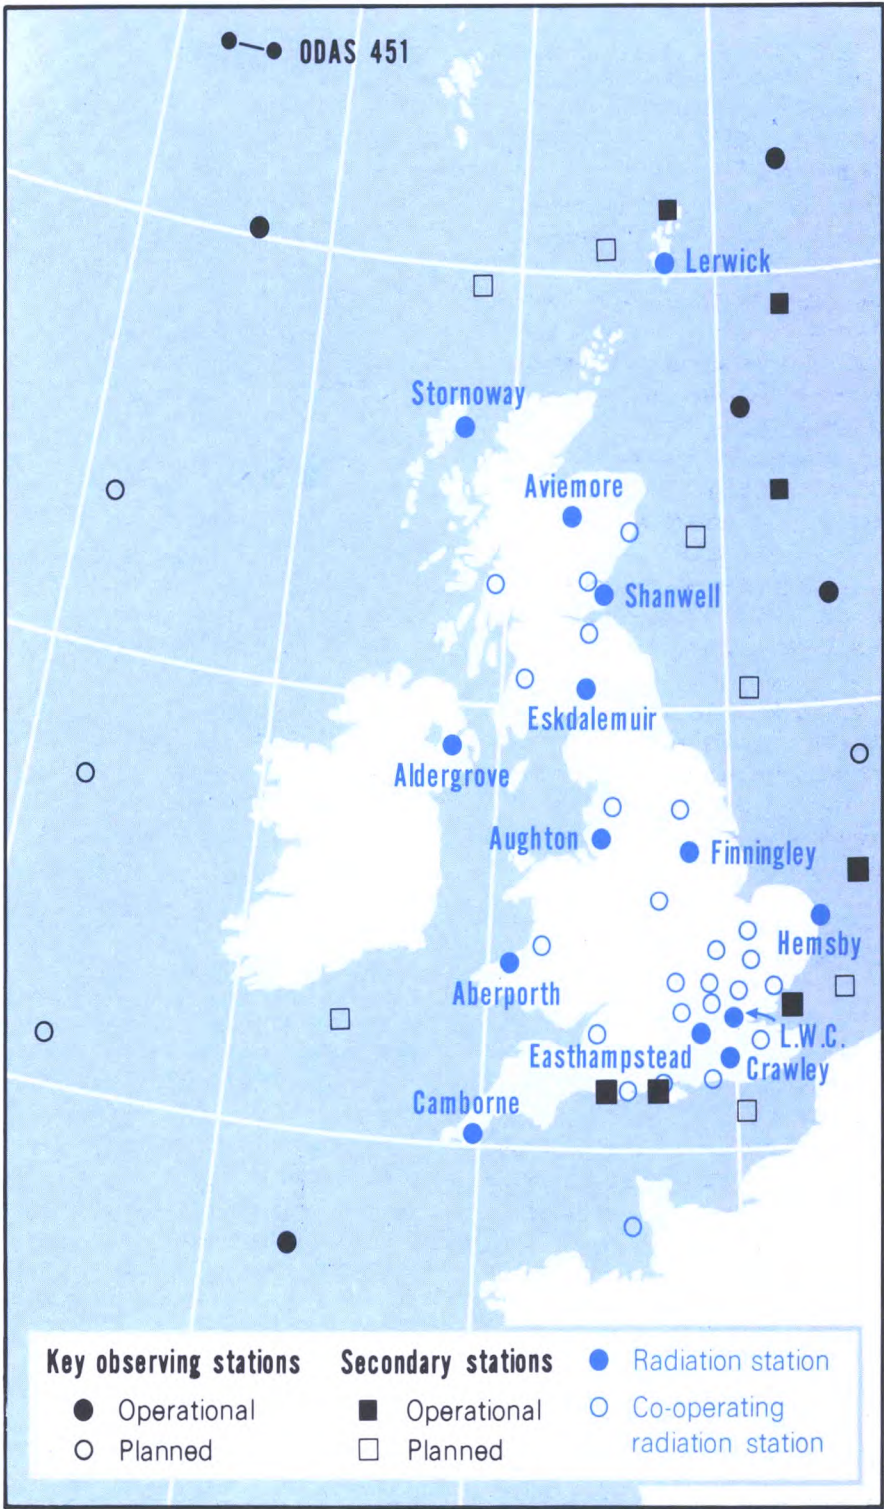 ODAS 451
Lerwick
Stornoway
Aviemore
Shanwell
Eskdalemuir
Aldergrove
Aughton
Finningley
Hemsby
Aberporth
L.W.C.
Easthampstead
Crawley
Camborne
Key observing stations
Operational
Planned
Secondary stations
Operational
Planned
Radiation station
Co-operating
radiation station